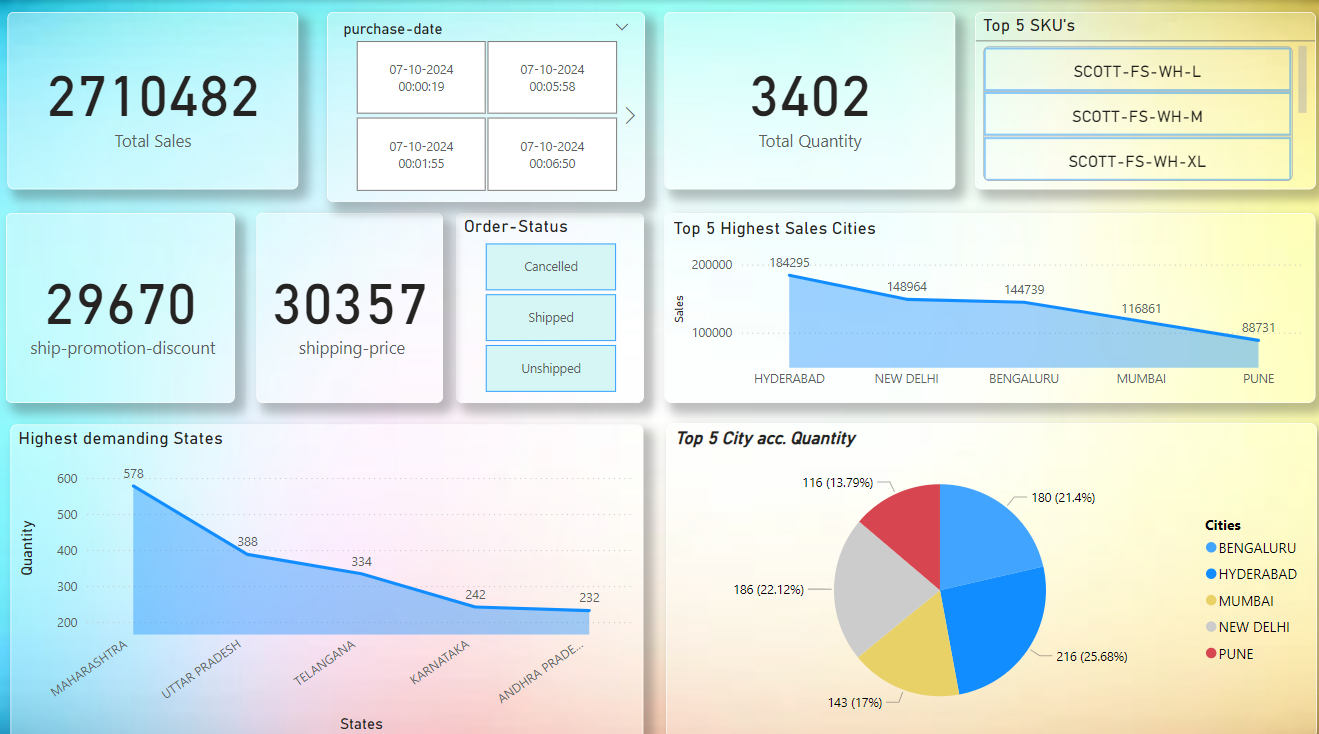 2710482
Total Sales
purchase-date
07-10-2024
00:00:19
07-10-2024
00:05:58
07-10-2024
00:01:55
07-10-2024
00:06:50
3402
Total Quantity
Top 5 SKU's
SCOTT-FS-WH-L
SCOTT-FS-WH-M
SCOTT-FS-WH-XL
29670
ship-promotion-discount
30357
shipping-price
Order-Status
Cancelled
Shipped
Unshipped
Top 5 Highest Sales Cities
Sales
200000
100000
184295
148964
144739
116861
88731
HYDERABAD
NEW DELHI
BENGALURU
MUMBAI
PUNE
Highest demanding States
Quantity
600
500
400
300
200
578
388
334
242
232
MAHARASHTRA
UTTAR PRADESH
TELANGANA
KARNATAKA
ANDHRA PRADE...
States
Top 5 City acc. Quantity
116 (13.79%)
180 (21.4%)
186 (22.12%)
216 (25.68%)
143 (17%)
Cities
BENGALURU
HYDERABAD
MUMBAI
NEW DELHI
PUNE